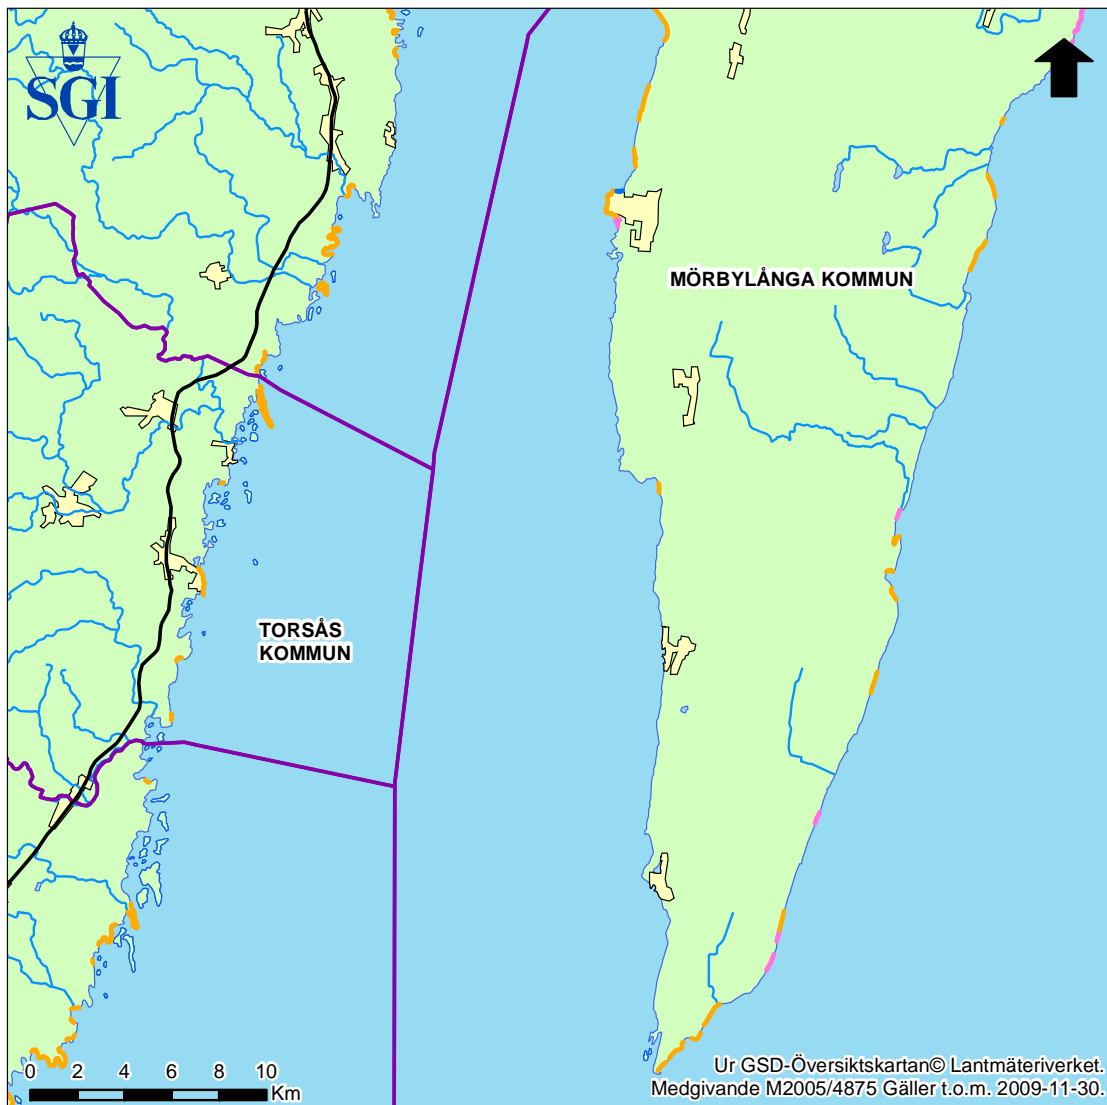 SGI
MÖRBYLÅNGA KOMMUN
TORSÅS
KOMMUN
0 2 4 6 8 10
Km
Ur GSD-Översiktskartan© Lantmäteriverket.
Medgivande M2005/4875 Gäller t.o.m. 2009-11-30.